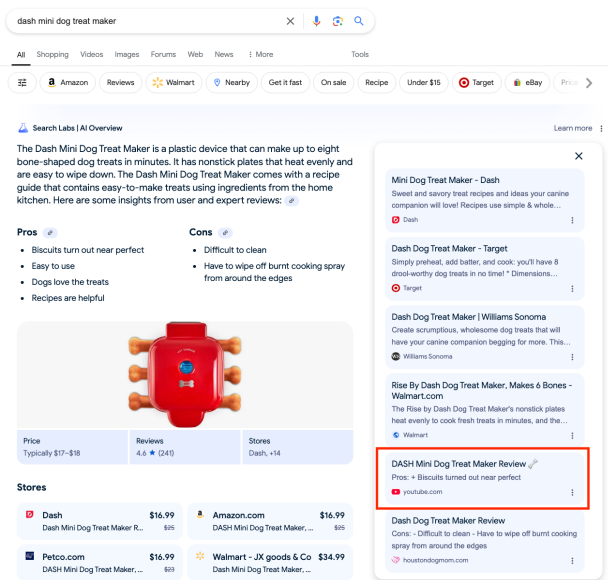 dash mini dog treat maker
All Shopping Videos Images Forums Web News More Tools
Amazon Reviews Walmart Nearby Get it fast On sale Recipe Under $15 Target eBay Price
Search Labs | AI Overview
Learn more
The Dash Mini Dog Treat Maker is a plastic device that can make up to eight
bone-shaped dog treats in minutes. It has nonstick plates that heat evenly and
are easy to wipe down. The Dash Mini Dog Treat Maker comes with a recipe
guide that contains easy-to-make treats using ingredients from the home
kitchen. Here are some insights from user and expert reviews:
Pros
• Biscuits turn out near perfect
• Easy to use
• Dogs love the treats
• Recipes are helpful
Cons
• Difficult to clean
• Have to wipe off burnt cooking spray
from around the edges
Price
Typically $17–$18
Reviews
4.6 ★ (241)
Stores
Dash, +14
Stores
Dash $16.99
Dash Mini Dog Treat Maker R... $25
Amazon.com $16.99
DASH Mini Dog Treat Maker, ... $25
Petco.com $16.99
DASH Mini Dog Treat Maker,... $23
Walmart - JX goods & Co $34.99
Dash Mini Dog Treat Maker, ...
Mini Dog Treat Maker - Dash
Sweet and savory treat recipes and ideas your canine
companion will love! Recipes use simple & whole...
Dash
Dash Dog Treat Maker - Target
Simply preheat, add batter, and cook: you'll have 8
drool-worthy dog treats in no time! * Dimensions...
Target
Dash Dog Treat Maker | Williams Sonoma
Create scrumptious, wholesome dog treats that will
have your canine companion begging for more. This...
WS Williams Sonoma
Rise By Dash Dog Treat Maker, Makes 6 Bones -
Walmart.com
The Rise by Dash Dog Treat Maker's nonstick plates
heat evenly to cook fresh treats in minutes, and the...
Walmart
DASH Mini Dog Treat Maker Review 🦴
Pros: + Biscuits turned out near perfect
youtube.com
Dash Dog Treat Maker Review
Cons: - Difficult to clean - Have to wipe off burnt cooking
spray from around the edges
houstondogmom.com